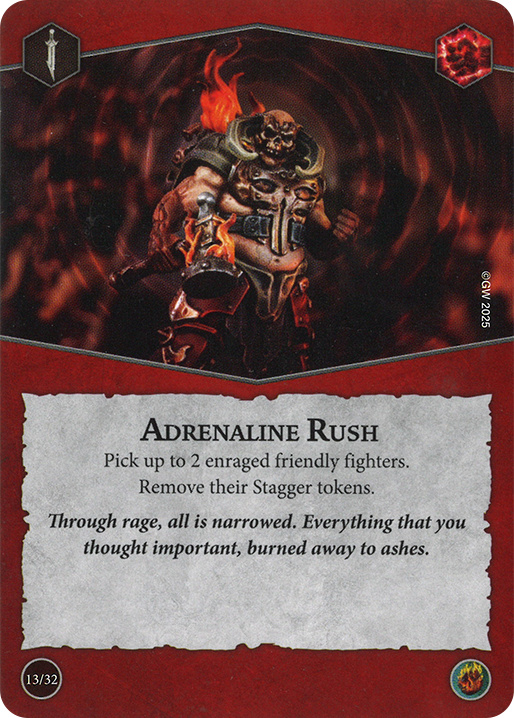 ©GW 2025
Adrenaline Rush
Pick up to 2 enraged friendly fighters.
Remove their Stagger tokens.
Through rage, all is narrowed. Everything that you
thought important, burned away to ashes.
13/32